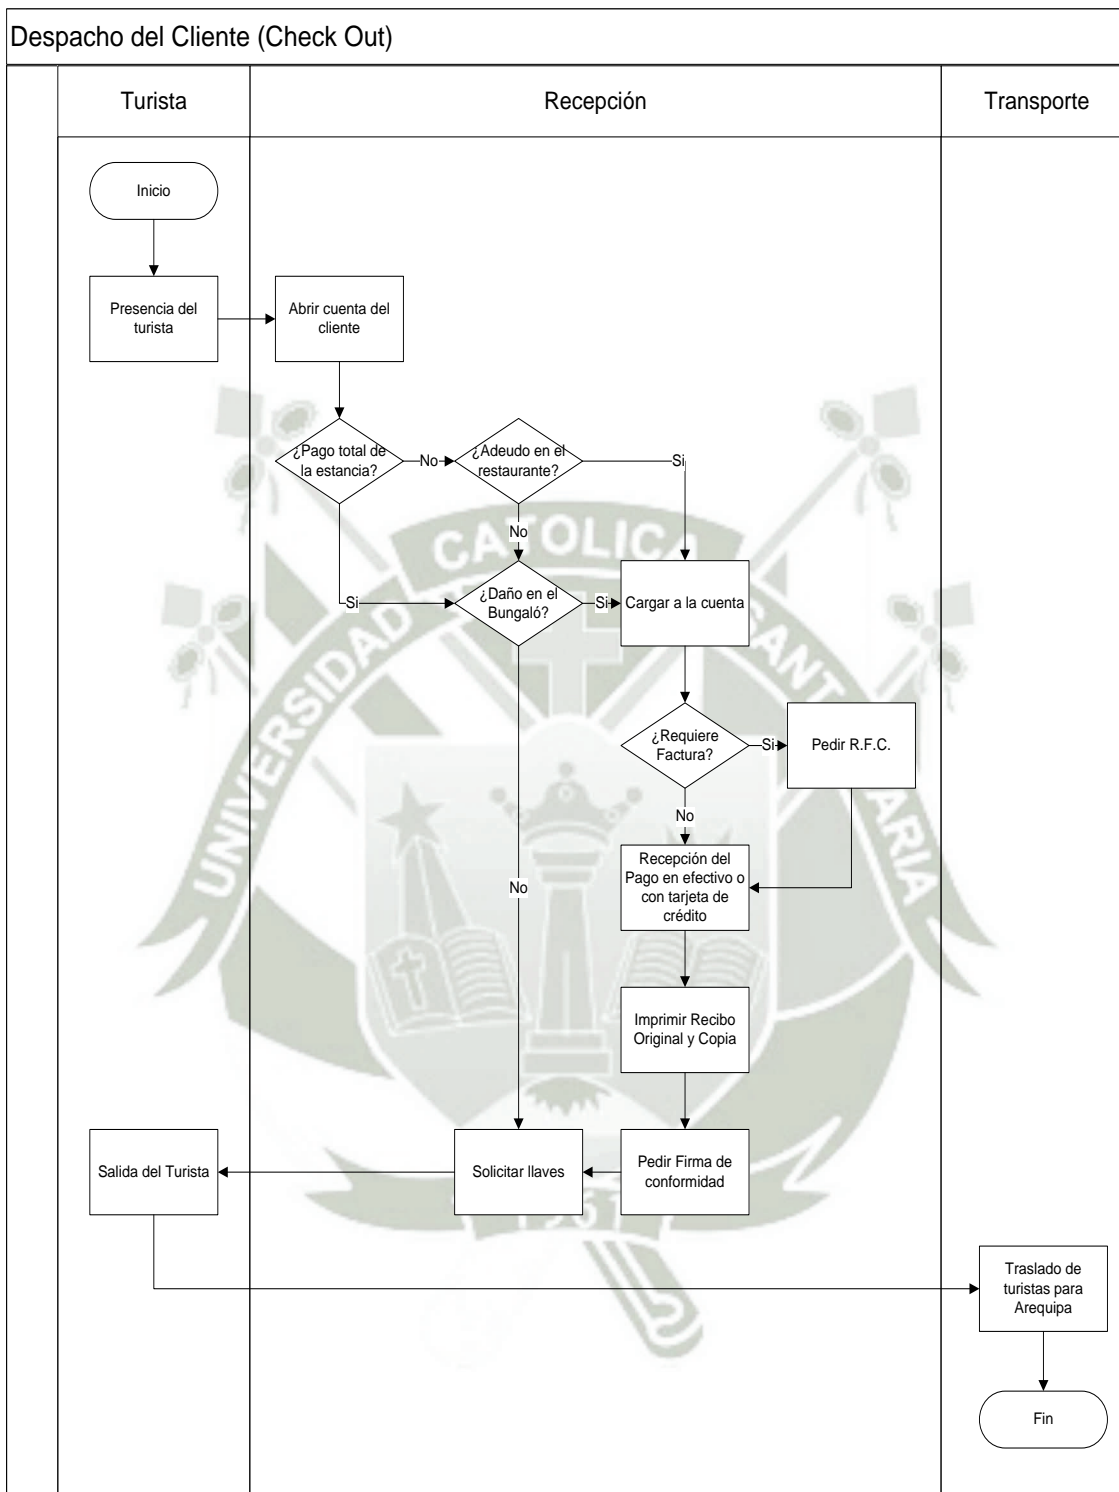 Despacho del Cliente (Check Out)
Turista
Recepción
Transporte
Inicio
Presencia del
turista
Abrir cuenta del
cliente
¿Pago total de
la estancia?
No
¿Adeudo en el
restaurante?
Si
No
Si
¿Daño en el
Bungaló?
Si
Cargar a la cuenta
¿Requiere
Factura?
Si
Pedir R.F.C.
No
No
Recepción del
Pago en efectivo o
con tarjeta de
crédito
Imprimir Recibo
Original y Copia
Salida del Turista
Solicitar llaves
Pedir Firma de
conformidad
Traslado de
turistas para
Arequipa
Fin
UNIVERSIDAD CATOLICA
1961